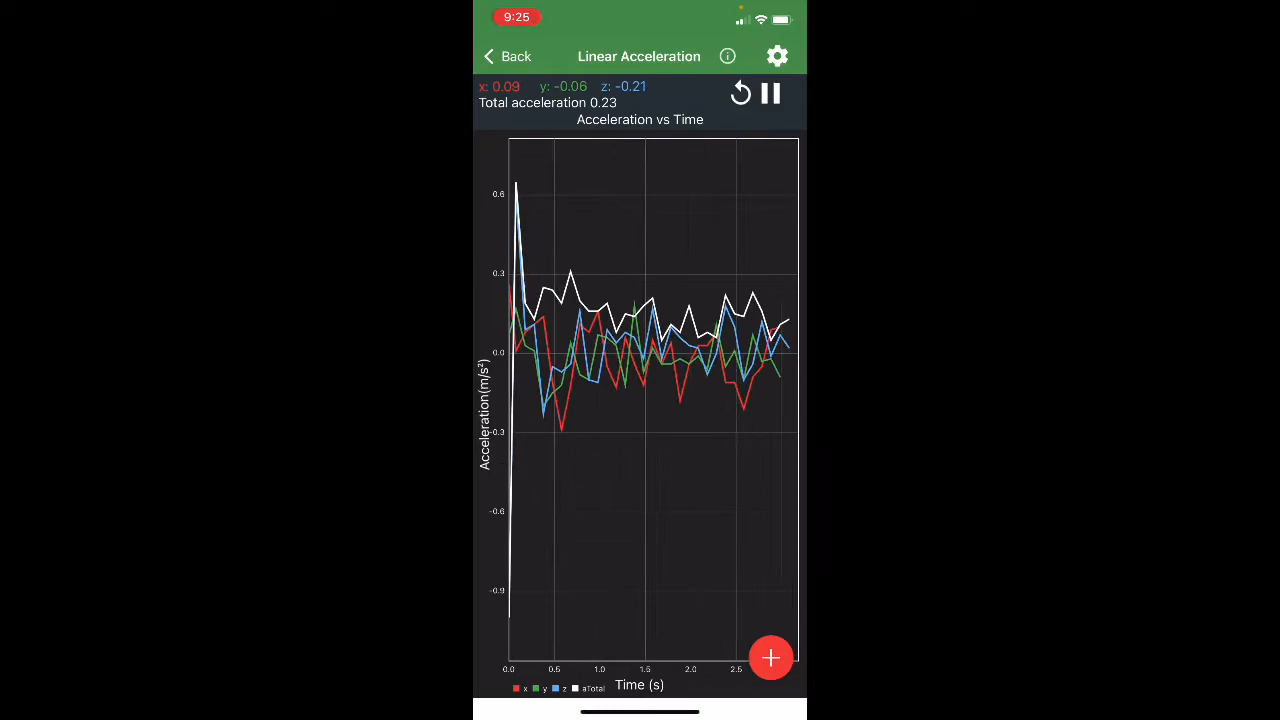 9:25
Back Linear Acceleration
x: 0.09 y: -0.06 z: -0.21
Total acceleration 0.23
Acceleration vs Time
0.6
0.3
0.0
-0.3
-0.6
-0.9
Acceleration(m/s²)
0.0 0.5 1.0 1.5 2.0 2.5
Time (s)
x y z aTotal